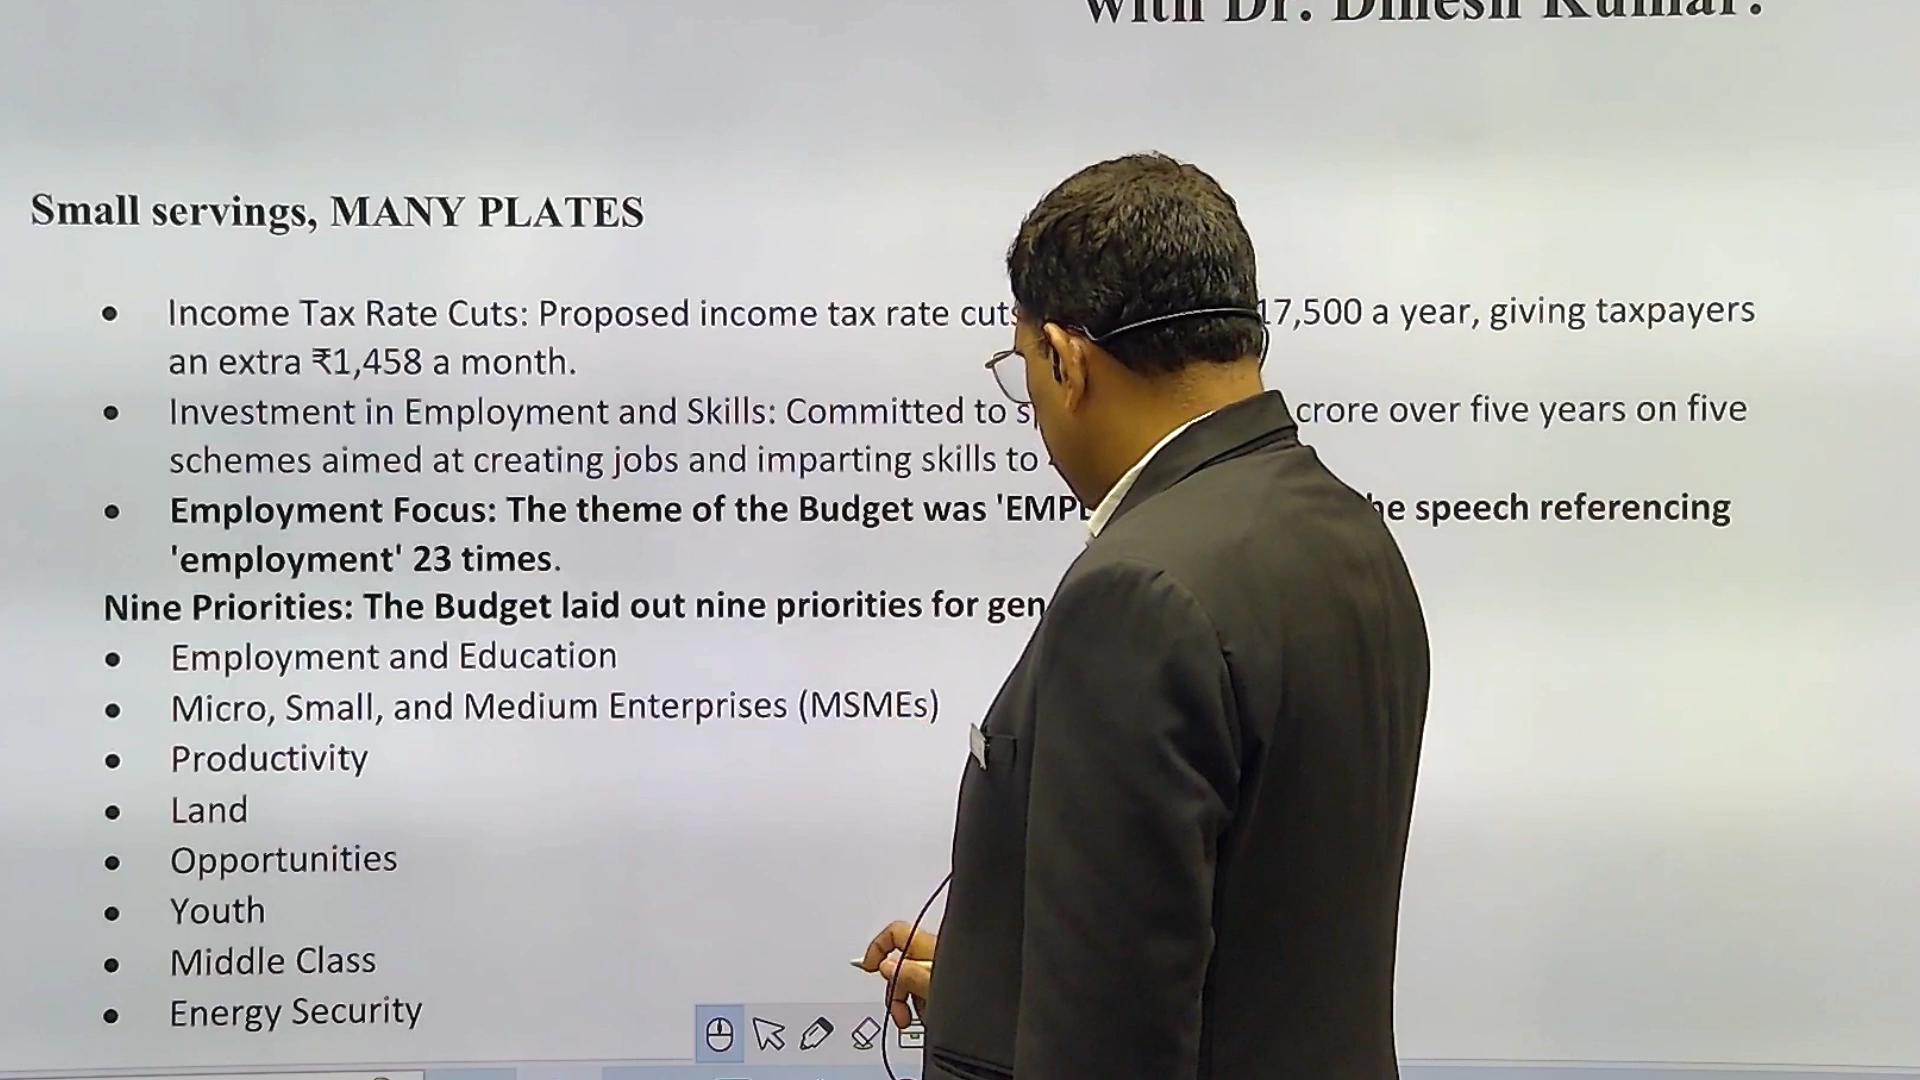 with Dr. Dinesh Kumar.
Small servings, MANY PLATES
• Income Tax Rate Cuts: Proposed income tax rate cuts 17,500 a year, giving taxpayers
an extra ₹1,458 a month.
• Investment in Employment and Skills: Committed to crore over five years on five
schemes aimed at creating jobs and imparting skills to
• Employment Focus: The theme of the Budget was speech referencing
'employment' 23 times.
Nine Priorities: The Budget laid out nine priorities for
• Employment and Education
• Micro, Small, and Medium Enterprises (MSMEs)
• Productivity
• Land
• Opportunities
• Youth
• Middle Class
• Energy Security